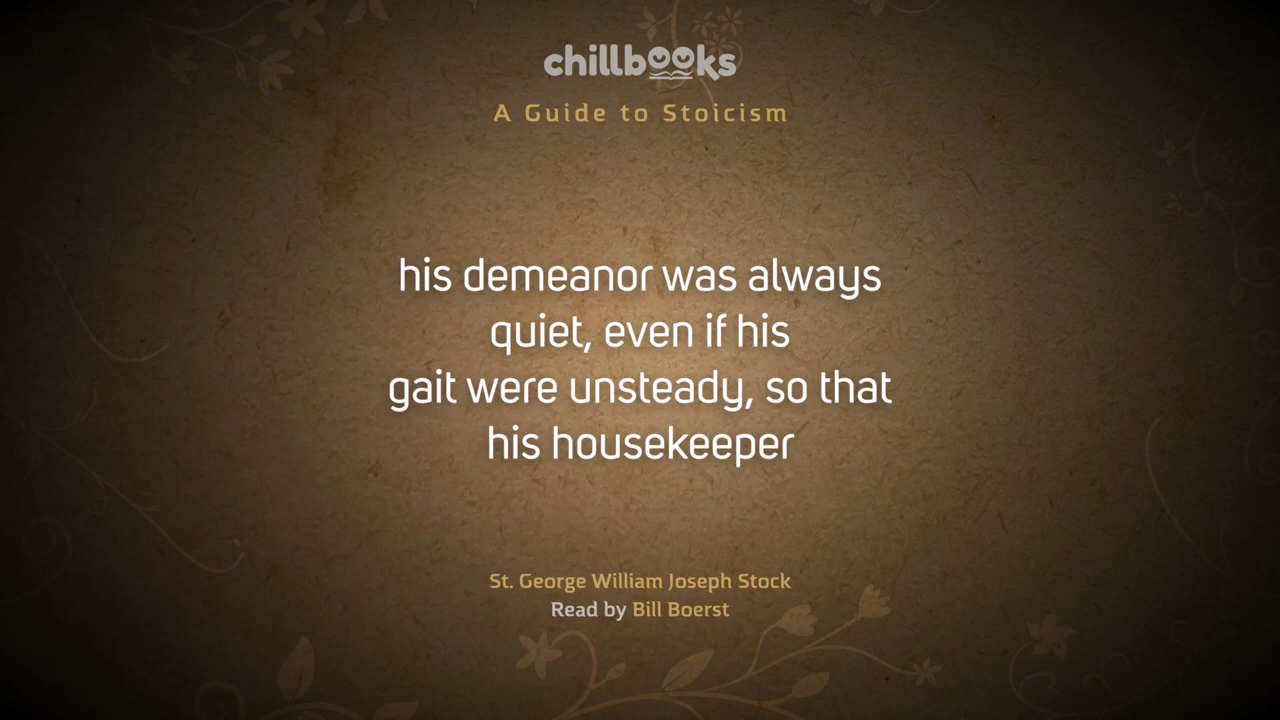 chillbooks
A Guide to Stoicism
his demeanor was always
quiet, even if his
gait were unsteady, so that
his housekeeper
St. George William Joseph Stock
Read by Bill Boerst